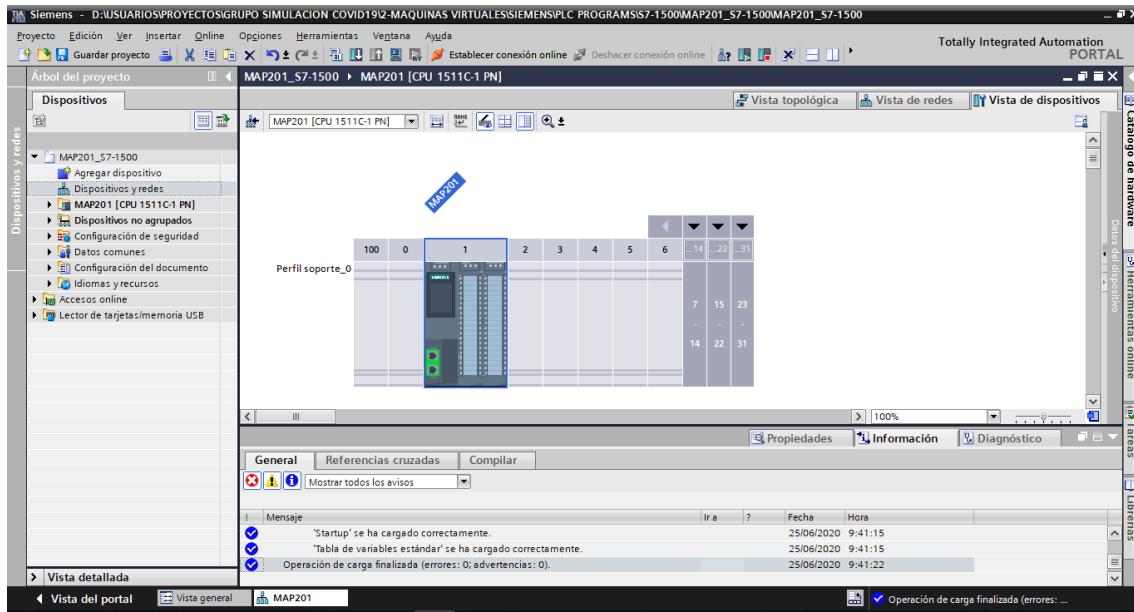 Siemens - D:\USUARIOS\PROYECTOS\GRUPO SIMULACION COVID19\2-MAQUINAS VIRTUALES\SIEMENS\PLC PROGRAMS\S7-1500\MAP201_S7-1500\MAP201_S7-1500
Proyecto Edición Ver Insertar Online Opciones Herramientas Ventana Ayuda
Totally Integrated Automation
PORTAL
Guardar proyecto Establecer conexión online Deshacer conexión online
Árbol del proyecto
MAP201_S7-1500 MAP201 [CPU 1511C-1 PN]
Dispositivos
Vista topológica Vista de redes Vista de dispositivos
MAP201 [CPU 1511C-1 PN]
Dispositivos y redes
MAP201_S7-1500
Agregar dispositivo
Dispositivos y redes
MAP201 [CPU 1511C-1 PN]
Dispositivos no agrupados
Configuración de seguridad
Datos comunes
Configuración del documento
Idiomas y recursos
Accesos online
Lector de tarjetas/memoria USB
MAP201
100 0 1 2 3 4 5 6 ...14 ...22 ...31
Perfil soporte_0
SIEMENS
7 15 23
- - -
14 22 31
Datos del dispositivo
Catálogo de hardware
Herramientas online
Tareas
Librerías
100%
Propiedades Información Diagnóstico
General Referencias cruzadas Compilar
Mostrar todos los avisos
! Mensaje Ir a ? Fecha Hora
'Startup' se ha cargado correctamente. 25/06/2020 9:41:15
'Tabla de variables estándar' se ha cargado correctamente. 25/06/2020 9:41:15
Operación de carga finalizada (errores: 0; advertencias: 0). 25/06/2020 9:41:22
Vista detallada
Vista del portal Vista general MAP201 Operación de carga finalizada (errores: ...